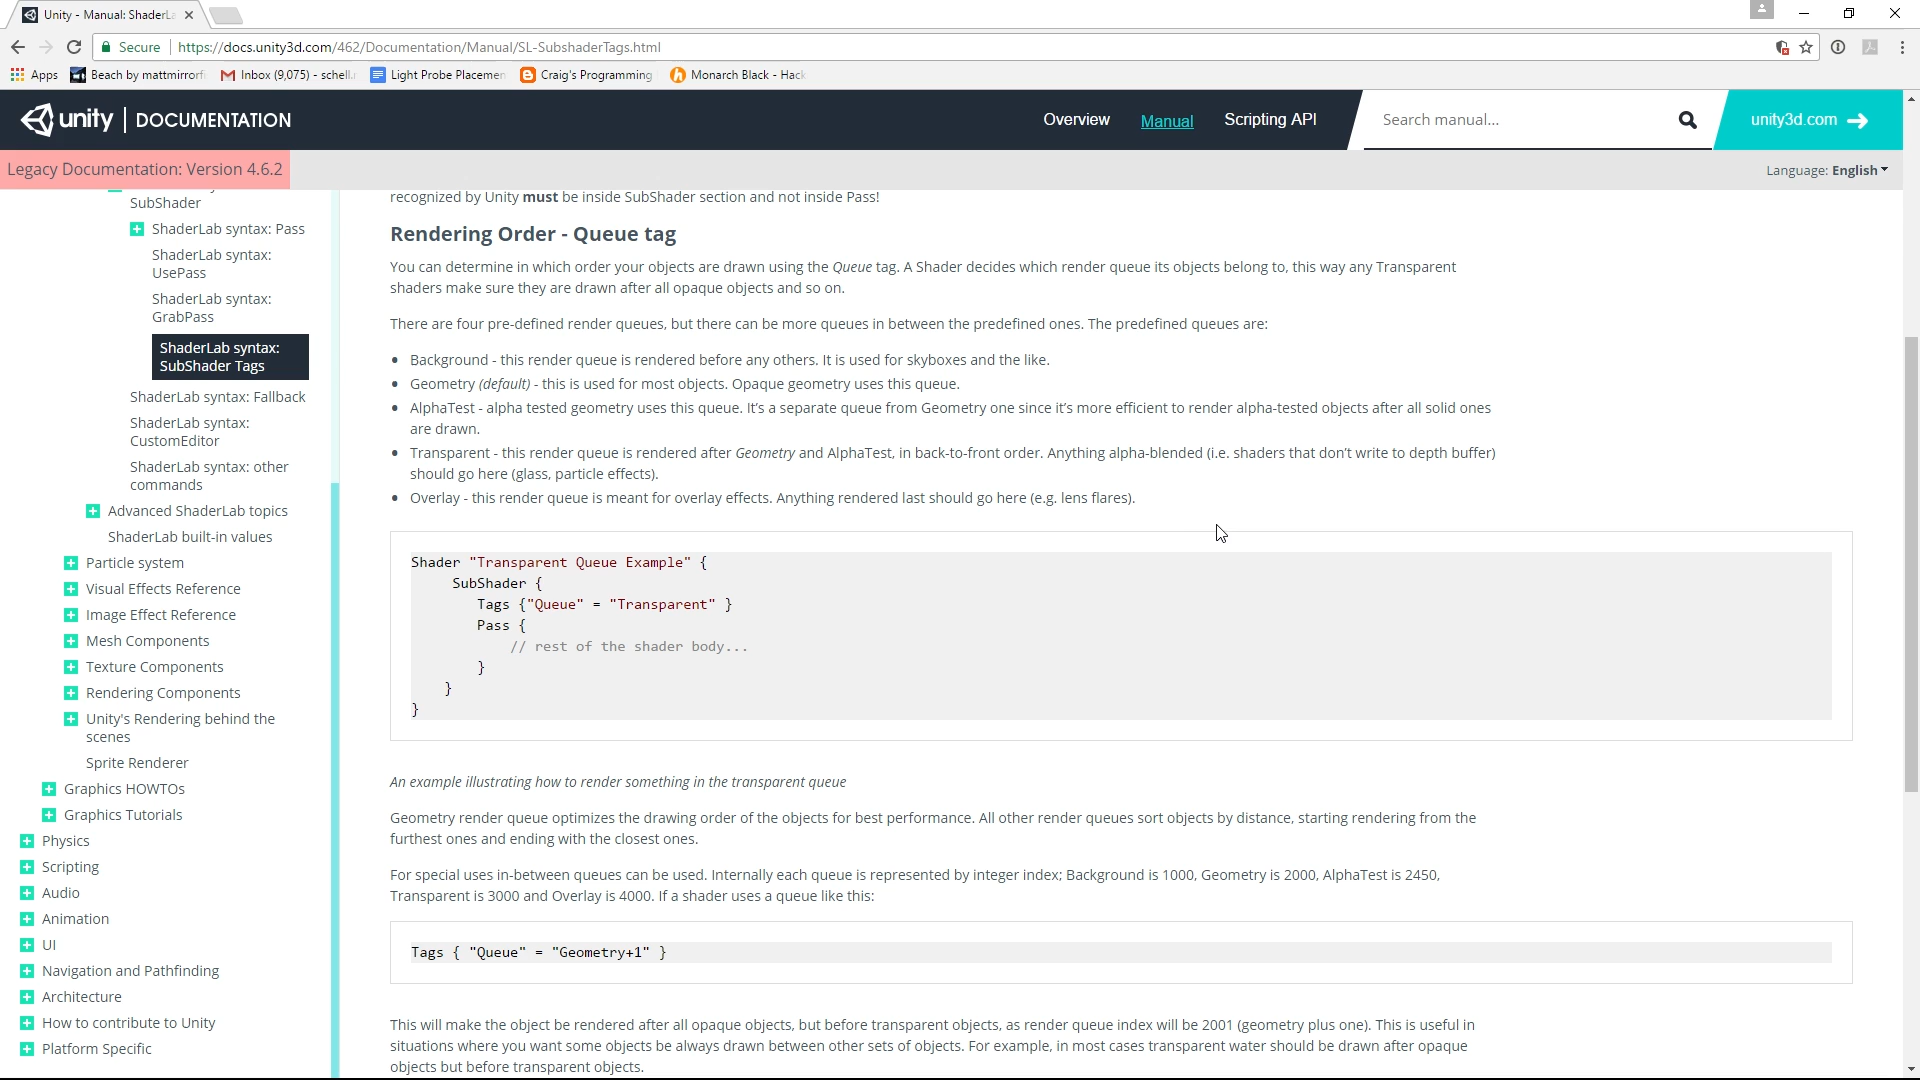 Unity - Manual: ShaderL
Secure
https://docs.unity3d.com/462/Documentation/Manual/SL-SubshaderTags.html
Apps
Beach by mattmirrorf
Inbox (9,075) - schell.
Light Probe Placemen
Craig's Programming
Monarch Black - Hack
unity | DOCUMENTATION
Overview
Manual
Scripting API
Search manual...
unity3d.com
Legacy Documentation: Version 4.6.2
Language: English
SubShader
ShaderLab syntax: Pass
ShaderLab syntax:
UsePass
ShaderLab syntax:
GrabPass
ShaderLab syntax:
SubShader Tags
ShaderLab syntax: Fallback
ShaderLab syntax:
CustomEditor
ShaderLab syntax: other
commands
Advanced ShaderLab topics
ShaderLab built-in values
Particle system
Visual Effects Reference
Image Effect Reference
Mesh Components
Texture Components
Rendering Components
Unity's Rendering behind the
scenes
Sprite Renderer
Graphics HOWTOs
Graphics Tutorials
Physics
Scripting
Audio
Animation
UI
Navigation and Pathfinding
Architecture
How to contribute to Unity
Platform Specific
recognized by Unity must be inside SubShader section and not inside Pass!
Rendering Order - Queue tag
You can determine in which order your objects are drawn using the Queue tag. A Shader decides which render queue its objects belong to, this way any Transparent
shaders make sure they are drawn after all opaque objects and so on.
There are four pre-defined render queues, but there can be more queues in between the predefined ones. The predefined queues are:
Background - this render queue is rendered before any others. It is used for skyboxes and the like.
Geometry (default) - this is used for most objects. Opaque geometry uses this queue.
AlphaTest - alpha tested geometry uses this queue. It's a separate queue from Geometry one since it's more efficient to render alpha-tested objects after all solid ones
are drawn.
Transparent - this render queue is rendered after Geometry and AlphaTest, in back-to-front order. Anything alpha-blended (i.e. shaders that don't write to depth buffer)
should go here (glass, particle effects).
Overlay - this render queue is meant for overlay effects. Anything rendered last should go here (e.g. lens flares).
Shader "Transparent Queue Example" {
SubShader {
Tags {"Queue" = "Transparent" }
Pass {
// rest of the shader body...
}
}
}
An example illustrating how to render something in the transparent queue
Geometry render queue optimizes the drawing order of the objects for best performance. All other render queues sort objects by distance, starting rendering from the
furthest ones and ending with the closest ones.
For special uses in-between queues can be used. Internally each queue is represented by integer index; Background is 1000, Geometry is 2000, AlphaTest is 2450,
Transparent is 3000 and Overlay is 4000. If a shader uses a queue like this:
Tags { "Queue" = "Geometry+1" }
This will make the object be rendered after all opaque objects, but before transparent objects, as render queue index will be 2001 (geometry plus one). This is useful in
situations where you want some objects be always drawn between other sets of objects. For example, in most cases transparent water should be drawn after opaque
objects but before transparent objects.